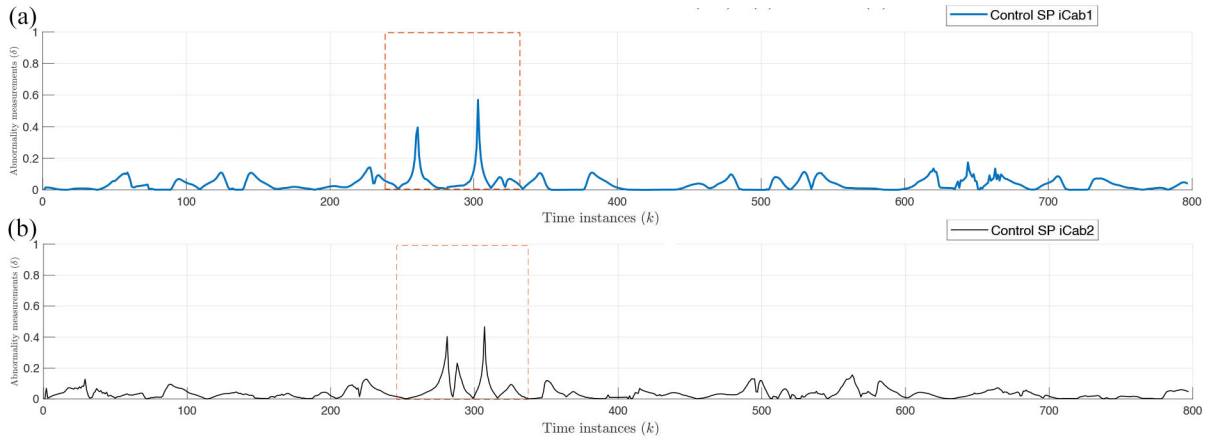 (a)
Control SP iCab1
Abnormality measurements (δ)
1
0.8
0.6
0.4
0.2
0
0 100 200 300 400 500 600 700 800
Time instances (k)
(b)
Control SP iCab2
Abnormality measurements (δ)
1
0.8
0.6
0.4
0.2
0
0 100 200 300 400 500 600 700 800
Time instances (k)